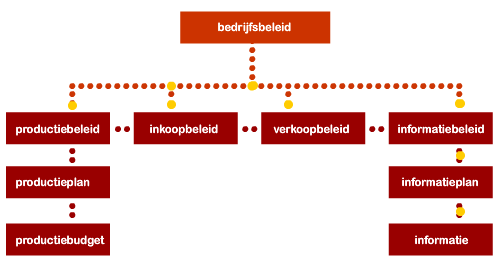 bedrijfsbeleid
productiebeleid
inkoopbeleid
verkoopbeleid
informatiebeleid
productieplan
informatieplan
productiebudget
informatie